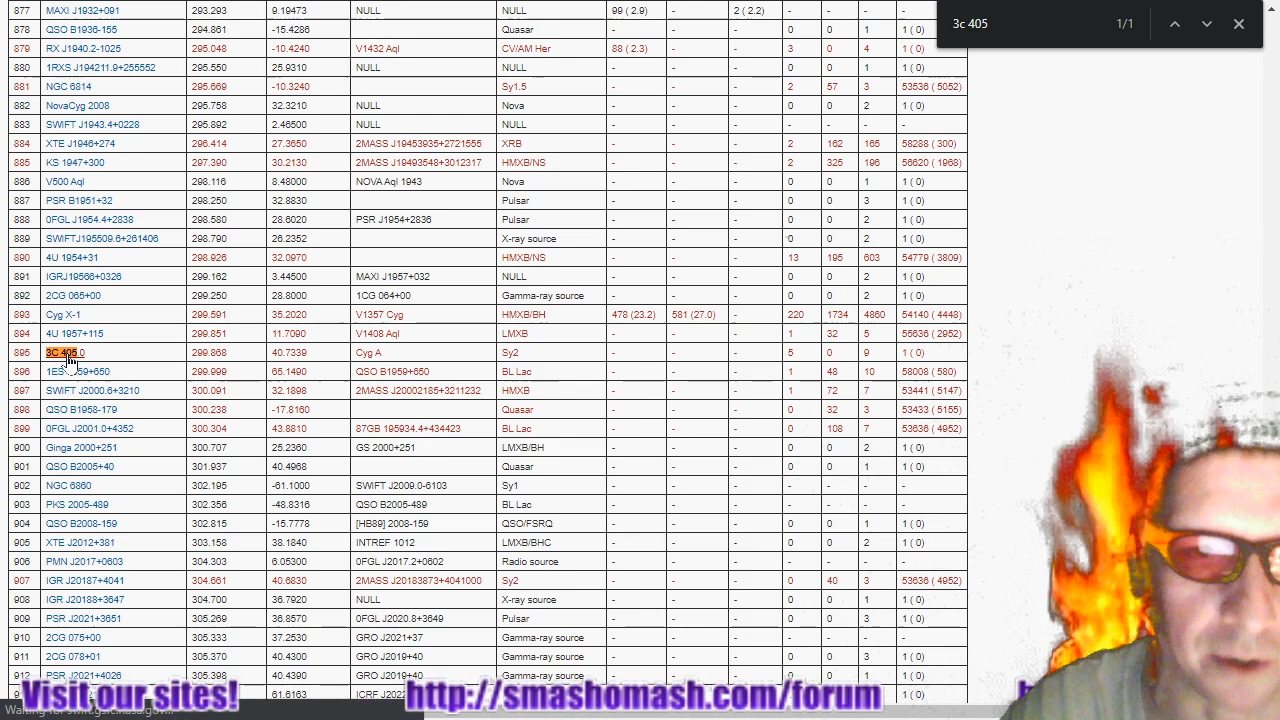 877 MAXI J1932+091 293.293 9.19473 NULL NULL 99 ( 2.9) - 2 ( 2.2) - - - -
3c 405 1/1
878 QSO B1936-155 294.861 -15.4286 Quasar - - - 0 0 1 1 ( 0)
879 RX J1940.2-1025 295.048 -10.4240 V1432 Aql CV/AM Her 88 ( 2.3) - - 3 0 4 1 ( 0)
880 1RXS J194211.9+255552 295.550 25.9310 NULL NULL - - - 0 0 1 1 ( 0)
881 NGC 6814 295.669 -10.3240 Sy1.5 - - - 2 57 3 53536 ( 5052)
882 NovaCyg 2008 295.758 32.3210 NULL Nova - - - 0 0 2 1 ( 0)
883 SWIFT J1943.4+0228 295.892 2.46500 NULL NULL - - - - - - -
884 XTE J1946+274 296.414 27.3650 2MASS J19453935+2721555 XRB - - - 2 162 165 58288 ( 300)
885 KS 1947+300 297.390 30.2130 2MASS J19493548+3012317 HMXB/NS - - - 2 325 196 56620 ( 1968)
886 V500 Aql 298.116 8.48000 NOVA Aql 1943 Nova - - - 0 0 1 1 ( 0)
887 PSR B1951+32 298.250 32.8830 Pulsar - - - 0 0 3 1 ( 0)
888 0FGL J1954.4+2838 298.580 28.6020 PSR J1954+2836 Pulsar - - - 0 0 2 1 ( 0)
889 SWIFTJ195509.6+261406 298.790 26.2352 X-ray source - - - 0 0 2 1 ( 0)
890 4U 1954+31 298.926 32.0970 HMXB/NS - - - 13 195 603 54779 ( 3809)
891 IGRJ19566+0326 299.162 3.44500 MAXI J1957+032 NULL - - - 0 0 2 1 ( 0)
892 2CG 065+00 299.250 28.8000 1CG 064+00 Gamma-ray source - - - 0 0 2 1 ( 0)
893 Cyg X-1 299.591 35.2020 V1357 Cyg HMXB/BH 478 (23.2) 581 (27.0) - 220 1734 4860 54140 ( 4448)
894 4U 1957+115 299.851 11.7090 V1408 Aql LMXB - - - 1 32 5 55636 ( 2952)
895 3C 405.0 299.868 40.7339 Cyg A Sy2 - - - 5 0 9 1 ( 0)
896 1ES 59+650 299.999 65.1490 QSO B1959+650 BL Lac - - - 1 48 10 58008 ( 580)
897 SWIFT J2000.6+3210 300.091 32.1898 2MASS J20002185+3211232 HMXB - - - 1 72 7 53441 ( 5147)
898 QSO B1958-179 300.238 -17.8160 Quasar - - - 0 32 3 53433 ( 5155)
899 0FGL J2001.0+4352 300.304 43.8810 87GB 195934.4+434423 BL Lac - - - 0 108 7 53636 ( 4952)
900 Ginga 2000+251 300.707 25.2360 GS 2000+251 LMXB/BH - - - 0 0 2 1 ( 0)
901 QSO B2005+40 301.937 40.4968 Quasar - - - 0 0 1 1 ( 0)
902 NGC 6860 302.195 -61.1000 SWIFT J2009.0-6103 Sy1 - - - - - - -
903 PKS 2005-489 302.356 -48.8316 QSO B2005-489 BL Lac - - - - - - -
904 QSO B2008-159 302.815 -15.7778 [HB89] 2008-159 QSO/FSRQ - - - 0 0 1 1 ( 0)
905 XTE J2012+381 303.158 38.1840 INTREF 1012 LMXB/BHC - - - 0 0 2 1 ( 0)
906 PMN J2017+0603 304.303 6.05300 0FGL J2017.2+0602 Radio source - - - - - - -
907 IGR J20187+4041 304.661 40.6830 2MASS J20183873+4041000 Sy2 - - - 0 40 3 53636 ( 4952)
908 IGR J20188+3647 304.700 36.7920 NULL X-ray source - - - 0 0 1 1 ( 0)
909 PSR J2021+3651 305.269 36.8570 0FGL J2020.8+3649 Pulsar - - - 0 0 3 1 ( 0)
910 2CG 075+00 305.333 37.2530 GRO J2021+37 Gamma-ray source - - - - - - -
911 2CG 078+01 305.370 40.4300 GRO J2019+40 Gamma-ray source - - - 0 0 3 1 ( 0)
912 PSR J2021+4026 305.398 40.4390 GRO J2019+40 Gamma-ray source - - - 0 0 1 1 ( 0)
61.6163 ICRF J2022 1 ( 0)
Visit our sites! http://smashomash.com/forum
Waiting for swift.gsfc.nasa.gov...